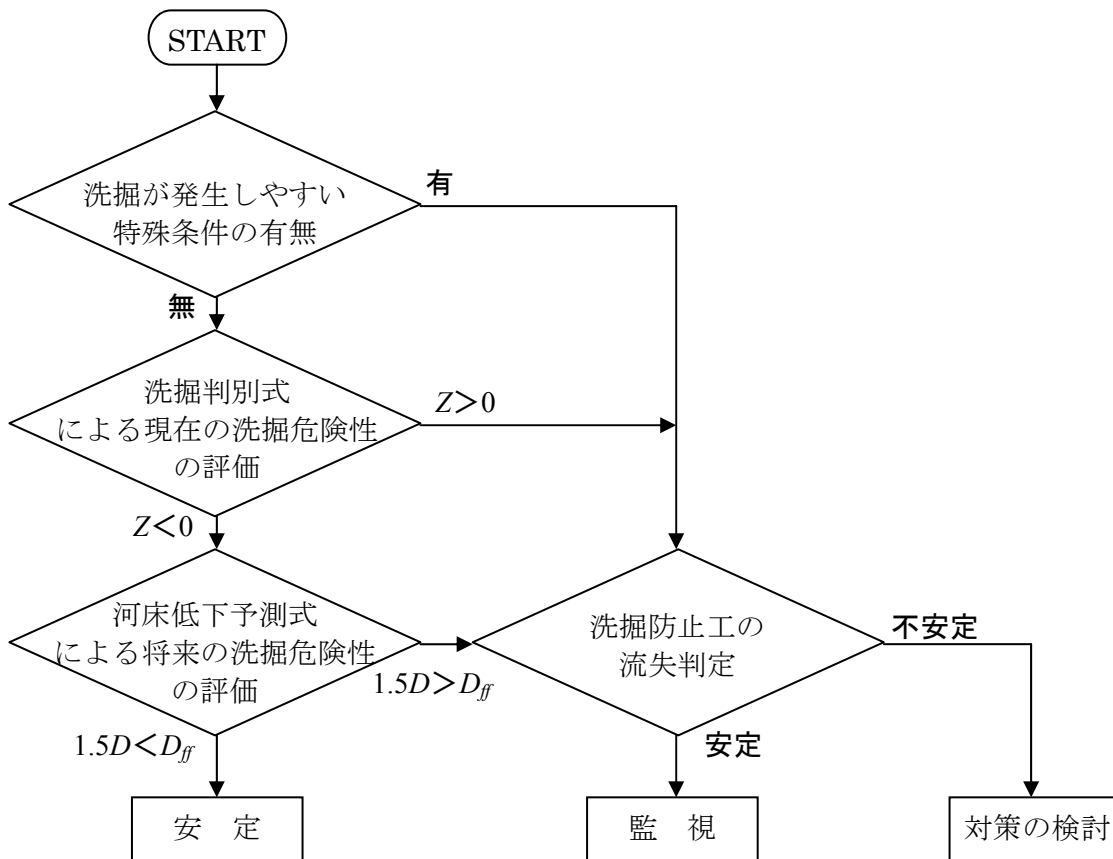 START
洗掘が発生しやすい
特殊条件の有無
有
無
洗掘判別式
による現在の洗掘危険性
の評価
Z＞0
Z＜0
河床低下予測式
による将来の洗掘危険性
の評価
1.5D＞Dff
1.5D＜Dff
洗掘防止工の
流失判定
不安定
安定
安　定
監　視
対策の検討